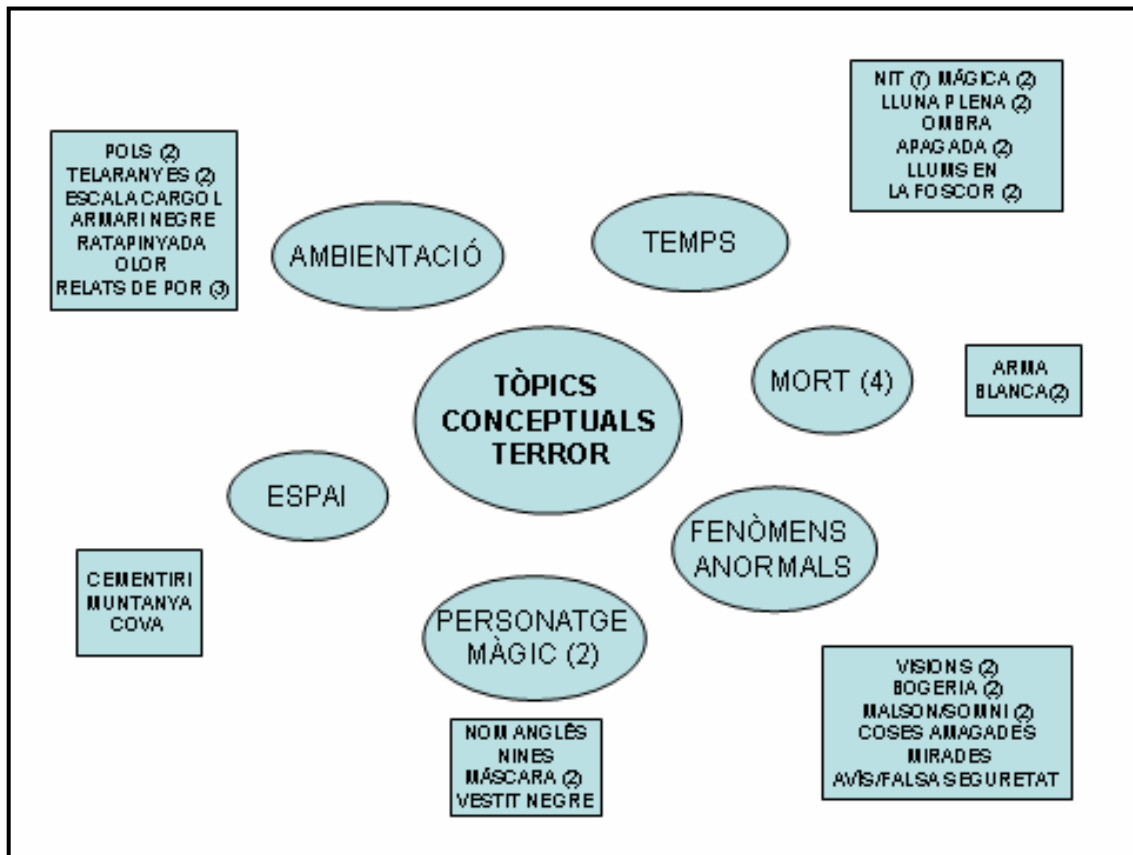 NIT (7) MÁGICA (2)
LLUNA PLENA (2)
OMBRA
APAGADA (2)
LLUMS EN
LA FOSCOR (2)
POLS (2)
TELARANYES (2)
ESCALA CARGOL
ARMARI NEGRE
RATAPINYADA
OLOR
RELATS DE POR (3)
AMBIENTACIÓ
TEMPS
TÒPICS
CONCEPTUALS
TERROR
MORT (4)
ARMA
BLANCA (2)
ESPAI
FENÒMENS
ANORMALS
CEMENTIRI
MUNTANYA
COVA
PERSONATGE
MÀGIC (2)
NOM ANGLÈS
NINES
MÁSCARA (2)
VESTIT NEGRE
VISIONS (2)
BOGERIA (2)
MALSON/SOMNI (2)
COSES AMAGADES
MIRADES
AVÍS/FALSA SEGURETAT